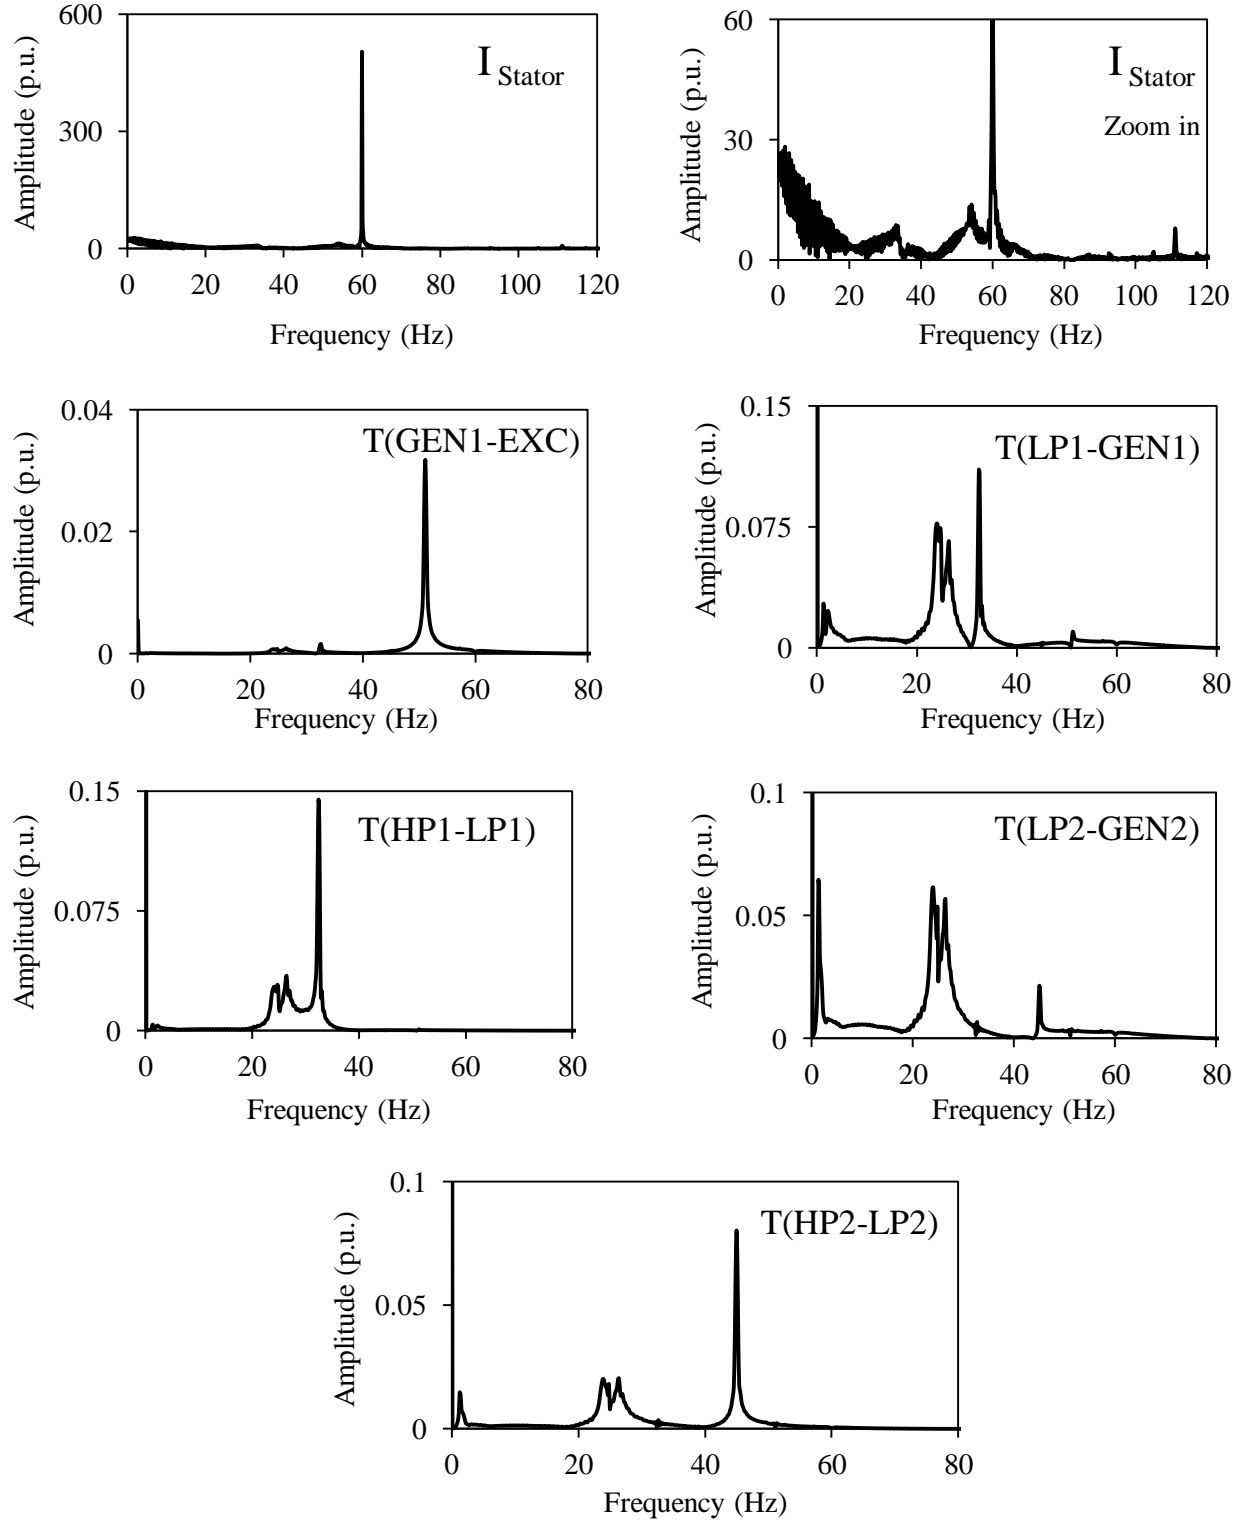 600
300
0
0 20 40 60 80 100 120
Amplitude (p.u.)
Frequency (Hz)
I Stator
60
30
0
0 20 40 60 80 100 120
Amplitude (p.u.)
Frequency (Hz)
I Stator
Zoom in
0.04
0.02
0
0 20 40 60 80
Amplitude (p.u.)
Frequency (Hz)
T(GEN1-EXC)
0.15
0.075
0
0 20 40 60 80
Amplitude (p.u.)
Frequency (Hz)
T(LP1-GEN1)
0.15
0.075
0
0 20 40 60 80
Amplitude (p.u.)
Frequency (Hz)
T(HP1-LP1)
0.1
0.05
0
0 20 40 60 80
Amplitude (p.u.)
Frequency (Hz)
T(LP2-GEN2)
0.1
0.05
0
0 20 40 60 80
Amplitude (p.u.)
Frequency (Hz)
T(HP2-LP2)